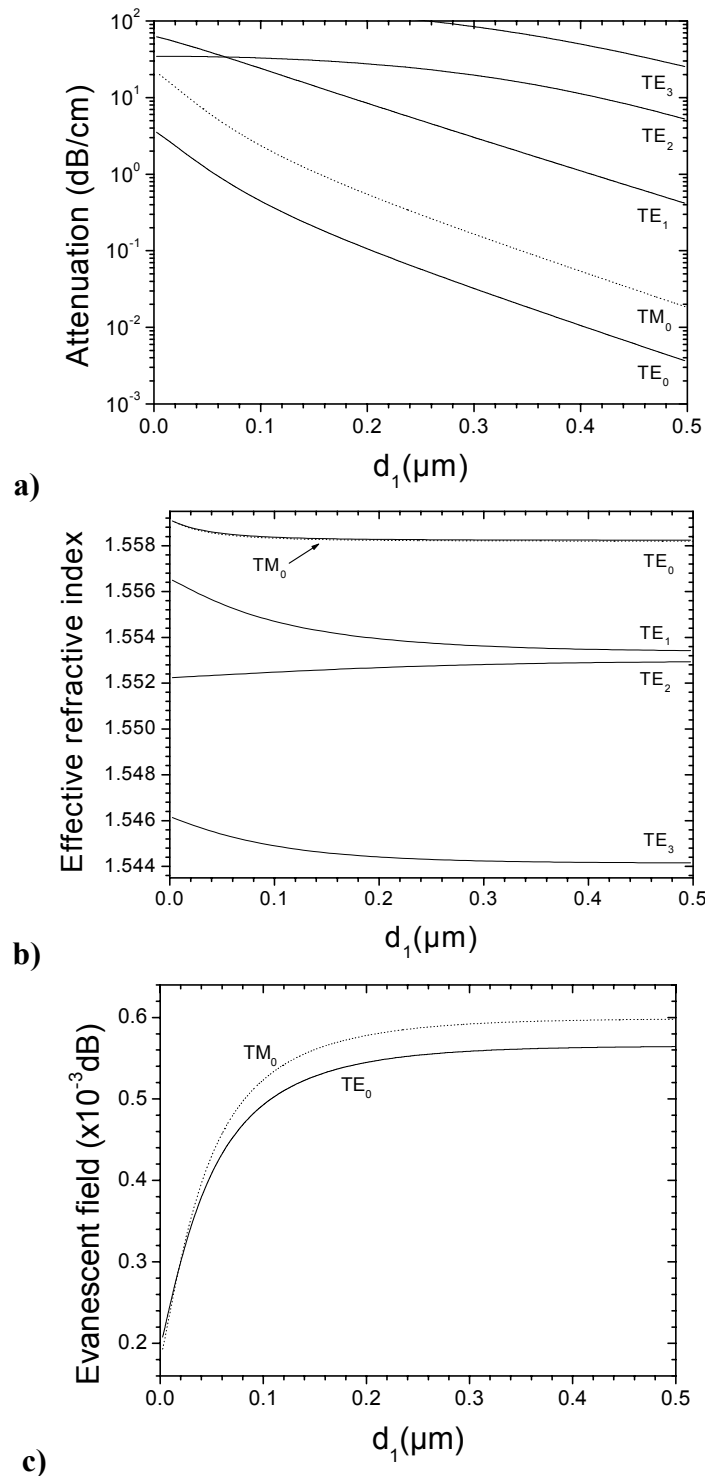 10²
10¹
10⁰
10⁻¹
10⁻²
10⁻³
Attenuation (dB/cm)
TE₃
TE₂
TE₁
TM₀
TE₀
0.0 0.1 0.2 0.3 0.4 0.5
d₁(µm)
a)
1.558
1.556
1.554
1.552
1.550
1.548
1.546
1.544
Effective refractive index
TM₀
TE₀
TE₁
TE₂
TE₃
0.0 0.1 0.2 0.3 0.4 0.5
d₁(µm)
b)
0.6
0.5
0.4
0.3
0.2
Evanescent field (x10⁻³dB)
TM₀
TE₀
0.0 0.1 0.2 0.3 0.4 0.5
d₁(µm)
c)